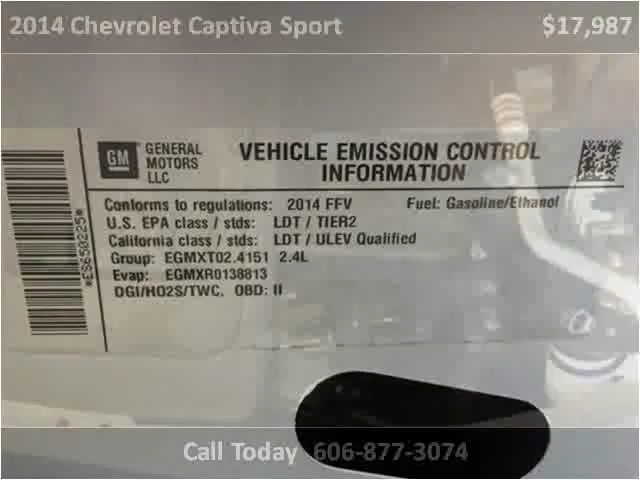 2014 Chevrolet Captiva Sport $17,987
GM GENERAL MOTORS LLC
VEHICLE EMISSION CONTROL INFORMATION
Conforms to regulations: 2014 FFV Fuel: Gasoline/Ethanol
U.S. EPA class / stds: LDT / TIER2
California class / stds: LDT / ULEV Qualified
Group: EGMXT02.4151 2.4L
Evap: EGMXR0138813
DGI/HO2S/TWC, OBD: II
*ES650225*
Call Today 606-877-3074